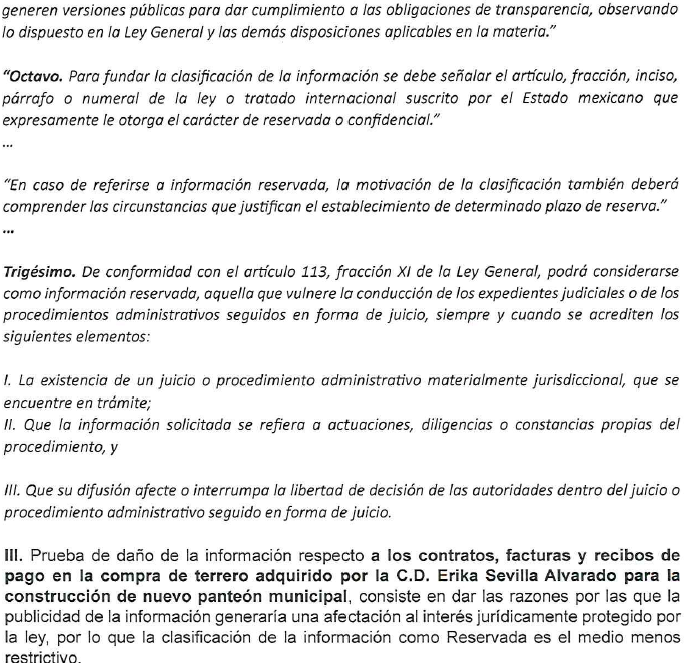 generen versiones públicas para dar cumplimiento a las obligaciones de transparencia, observando
lo dispuesto en la Ley General y las demás disposiciones aplicables en la materia.”
“Octavo. Para fundar la clasificación de la información se debe señalar el artículo, fracción, inciso,
párrafo o numeral de la ley o tratado internacional suscrito por el Estado mexicano que
expresamente le otorga el carácter de reservada o confidencial.”
...
“En caso de referirse a información reservada, la motivación de la clasificación también deberá
comprender las circunstancias que justifican el establecimiento de determinado plazo de reserva.”
...
Trigésimo. De conformidad con el artículo 113, fracción XI de la Ley General, podrá considerarse
como información reservada, aquella que vulnere la conducción de los expedientes judiciales o de los
procedimientos administrativos seguidos en forma de juicio, siempre y cuando se acrediten los
siguientes elementos:
I. La existencia de un juicio o procedimiento administrativo materialmente jurisdiccional, que se
encuentre en trámite;
II. Que la información solicitada se refiera a actuaciones, diligencias o constancias propias del
procedimiento, y
III. Que su difusión afecte o interrumpa la libertad de decisión de las autoridades dentro del juicio o
procedimiento administrativo seguido en forma de juicio.
III. Prueba de daño de la información respecto a los contratos, facturas y recibos de
pago en la compra de terrero adquirido por la C.D. Erika Sevilla Alvarado para la
construcción de nuevo panteón municipal, consiste en dar las razones por las que la
publicidad de la información generaría una afectación al interés jurídicamente protegido por
la ley, por lo que la clasificación de la información como Reservada es el medio menos
restrictivo.